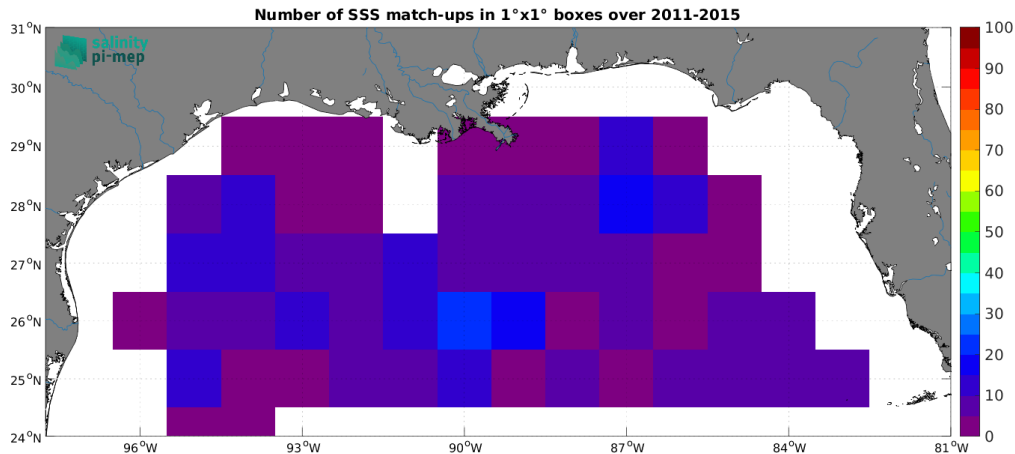 Number of SSS match-ups in 1°x1° boxes over 2011-2015
salinity
pi-mep
31°N
30°N
29°N
28°N
27°N
26°N
25°N
24°N
96°W
93°W
90°W
87°W
84°W
81°W
100
90
80
70
60
50
40
30
20
10
0